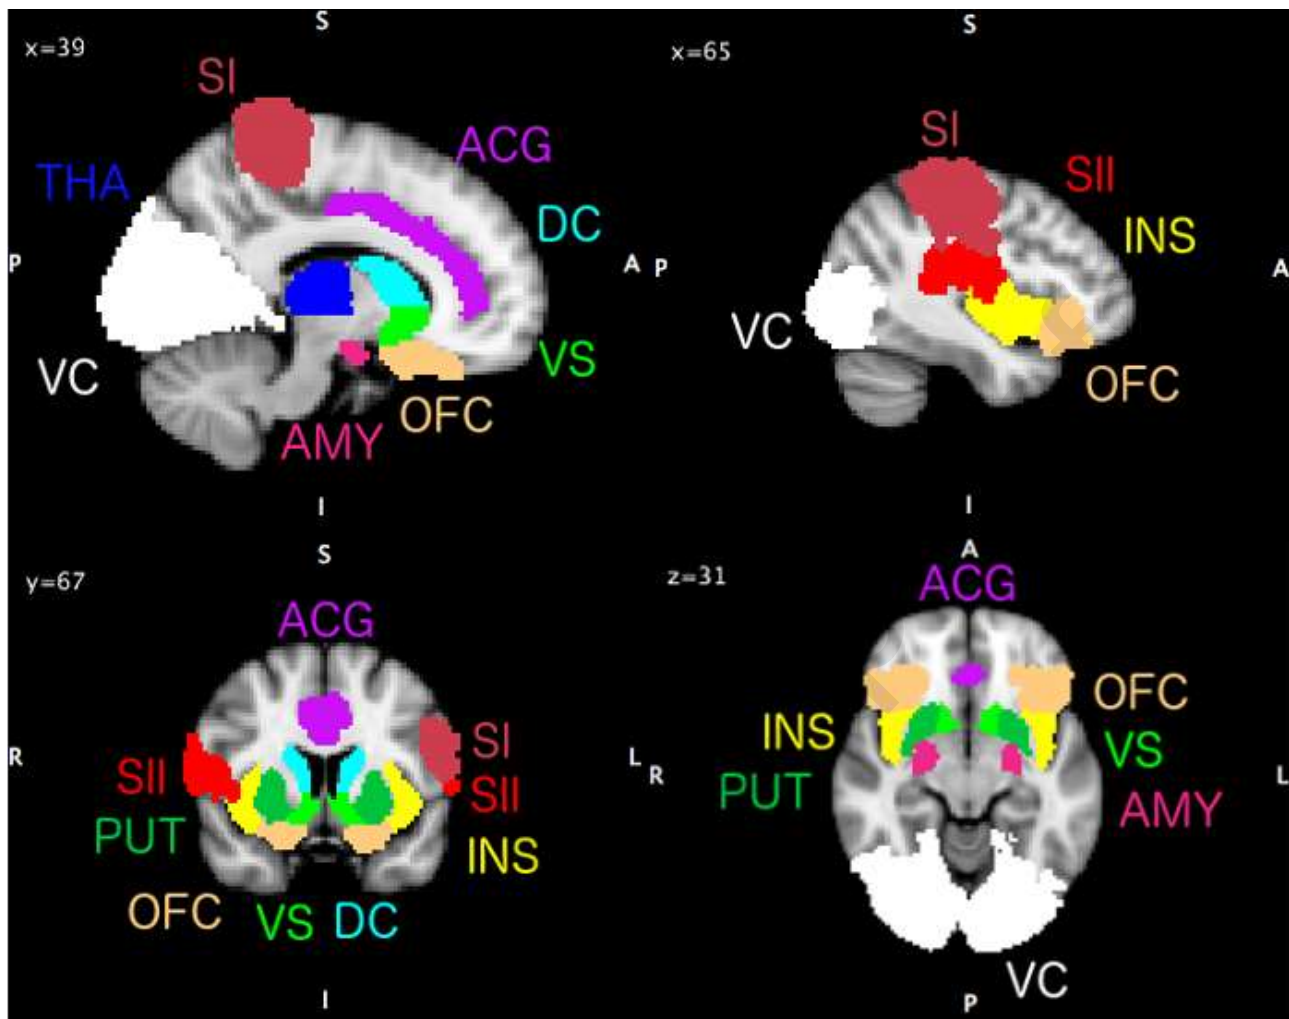 S
x=39
SI
ACG
THA
DC
P
A
VC
VS
OFC
AMY
I
S
x=65
SI
SII
INS
P
A
VC
OFC
I
S
y=67
ACG
R
L
SI
SII
SII
PUT
INS
OFC
VS DC
I
A
z=31
ACG
OFC
INS
R
L
VS
PUT
AMY
VC
P